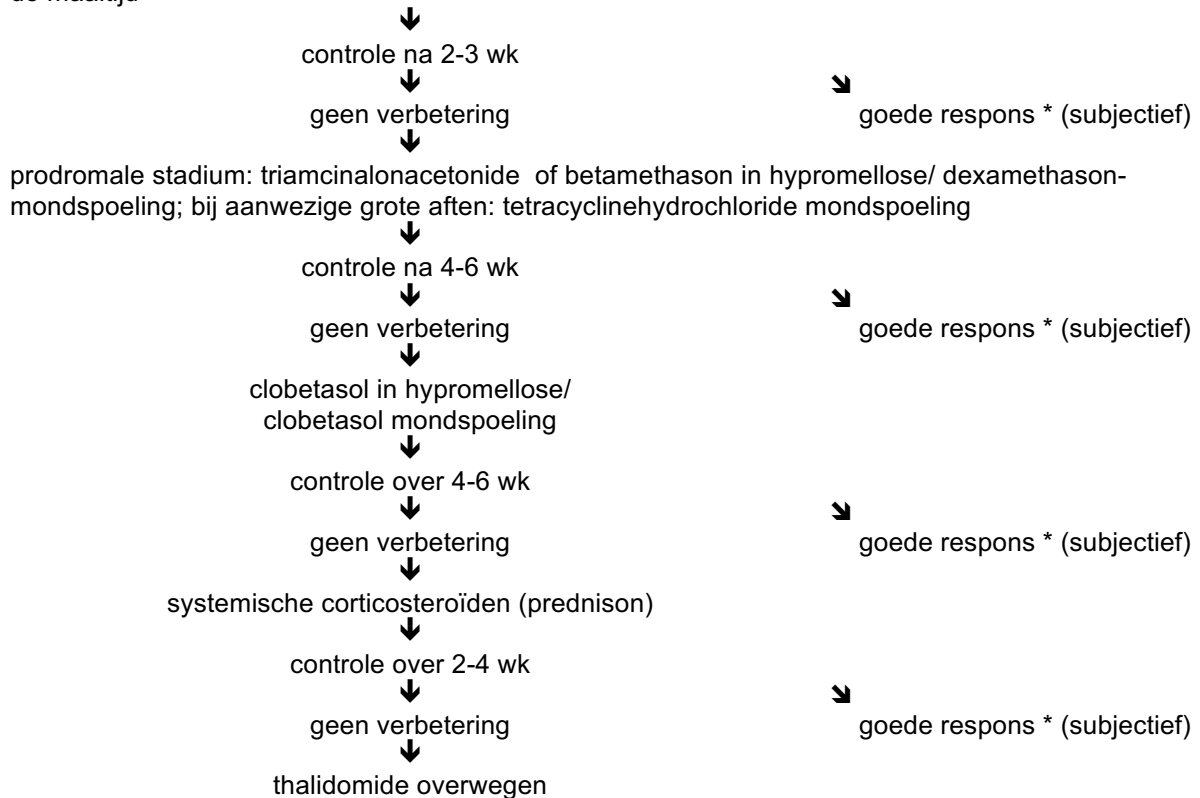 controle na 2-3 wk
geen verbetering goede respons * (subjectief)
prodromale stadium: triamcinalonacetonide of betamethason in hypromellose/ dexamethason-
mondspoeling; bij aanwezige grote aften: tetracyclinehydrochloride mondspoeling
controle na 4-6 wk
geen verbetering goede respons * (subjectief)
clobetasol in hypromellose/
clobetasol mondspoeling
controle over 4-6 wk
geen verbetering goede respons * (subjectief)
systemische corticosteroïden (prednison)
controle over 2-4 wk
geen verbetering goede respons * (subjectief)
thalidomide overwegen